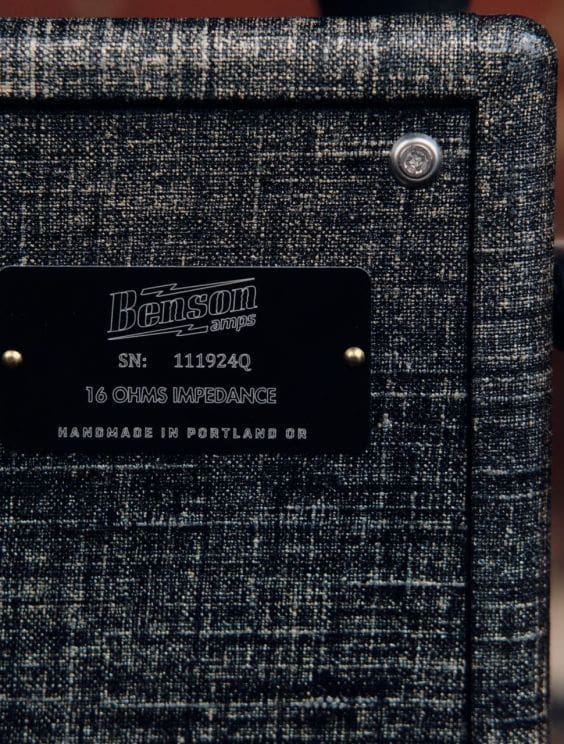 Benson
amps
SN: 111924Q
16 OHMS IMPEDANCE
HANDMADE IN PORTLAND OR